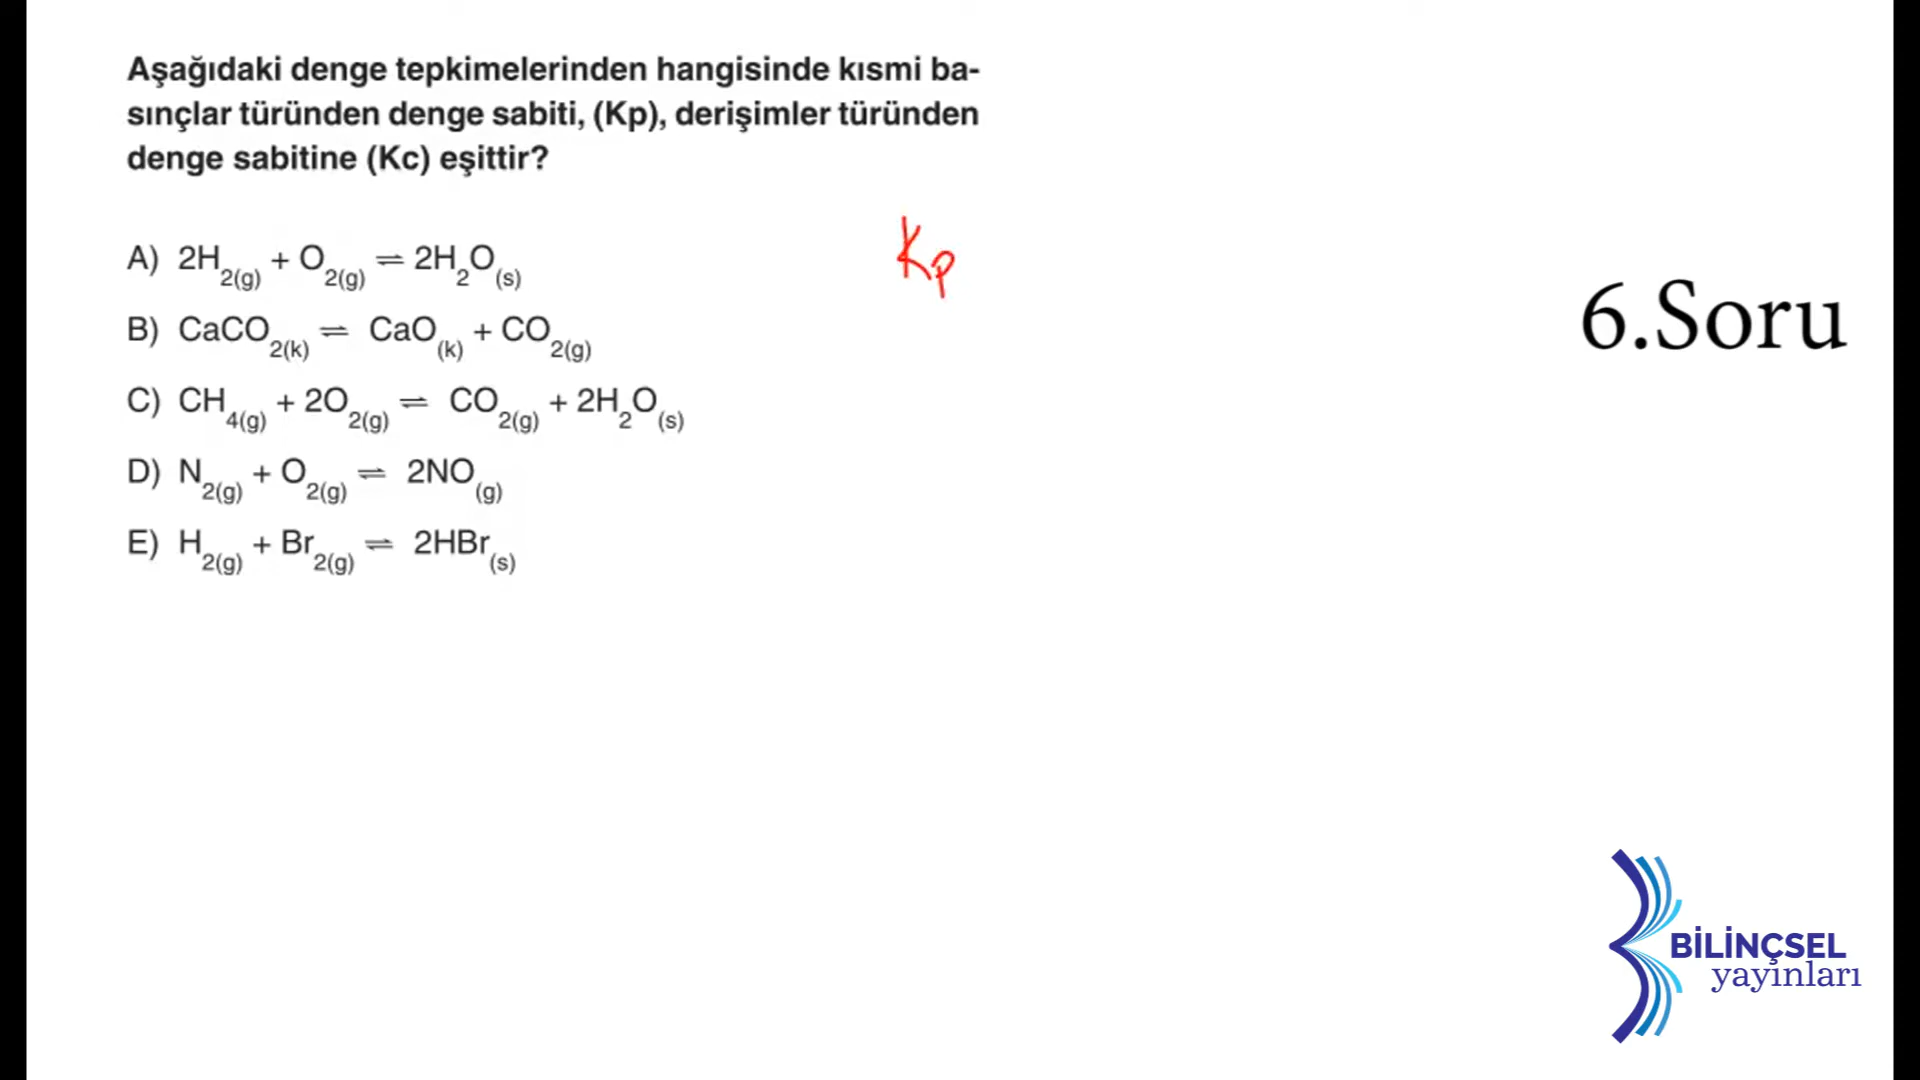 Aşağıdaki denge tepkimelerinden hangisinde kısmi ba-
sınçlar türünden denge sabiti, (Kp), derişimler türünden
denge sabitine (Kc) eşittir?
Kp
A) 2H2(g) + O2(g) ⇌ 2H2O(s)
B) CaCO2(k) ⇌ CaO(k) + CO2(g)
C) CH4(g) + 2O2(g) ⇌ CO2(g) + 2H2O(s)
D) N2(g) + O2(g) ⇌ 2NO(g)
E) H2(g) + Br2(g) ⇌ 2HBr(s)
6.Soru
BİLİNÇSEL
yayınları